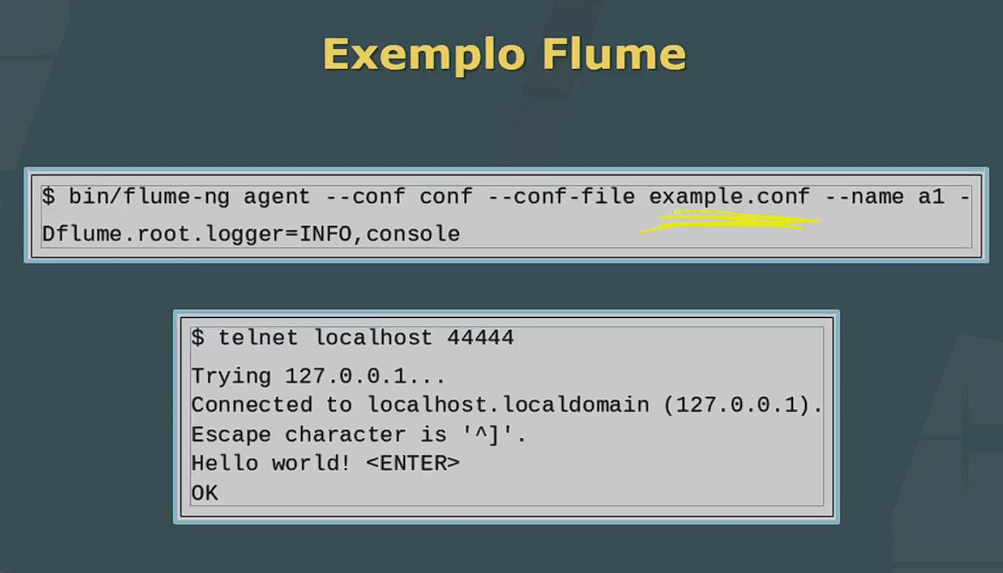 Exemplo Flume
$ bin/flume-ng agent --conf conf --conf-file example.conf --name a1 -
Dflume.root.logger=INFO,console
$ telnet localhost 44444
Trying 127.0.0.1...
Connected to localhost.localdomain (127.0.0.1).
Escape character is '^]'.
Hello world! <ENTER>
OK